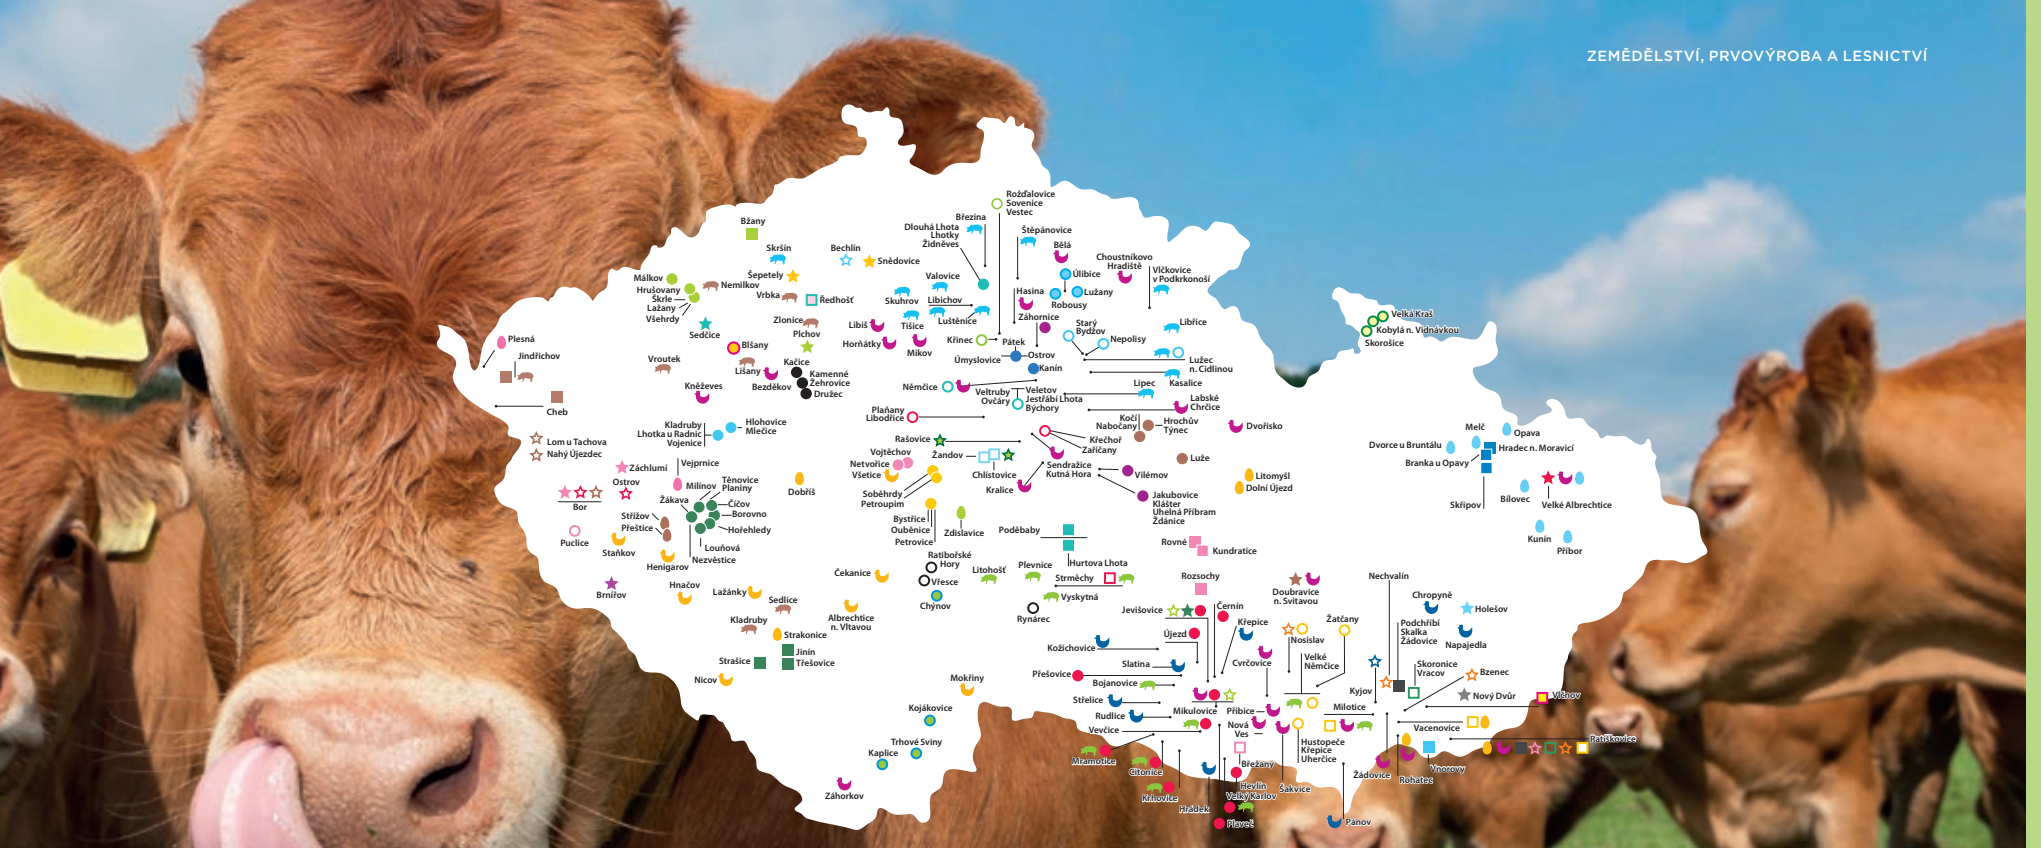 ZEMĚDĚLSTVÍ, PRVOVÝROBA A LESNICTVÍ
Rožďalovice
Sovenice
Vestec
Březina
Bžany
Dlouhá Lhota
Lhotky
Židněves
Štěpánovice
Skršín
Bechlín
Snědovice
Bělá
Choustníkovo
Hradiště
Vlčkovice
v Podkrkonoší
Málkov
Hrušovany
Škrle
Lažany
Všehrdy
Nemilkov
Šepetely
Vrbka
Ředhošť
Valovice
Skuhrov
Libichov
Luštěnice
Úlibice
Lužany
Robousy
Hasina
Záhornice
Sedčice
Zlonice
Plchov
Libiš
Tišice
Horňátky
Mikov
Křinec
Pátek
Starý
Bydžov
Nepolisy
Libřice
Velká Kraš
Kobylá n. Vidnávkou
Skorošice
Plesná
Jindřichov
Cheb
Blšany
Vroutek
Lišany
Bezděkov
Kačice
Kamenné
Žehrovice
Družec
Úmyslovice
Ostrov
Kanín
Lužec
n. Cidlinou
Kněževes
Němčice
Veltruby
Ovčáry
Veletov
Jestřábí Lhota
Býchory
Lipec
Kasalice
Labské
Chrčice
Plaňany
Libodřice
Kladruby
Lhotka u Radnic
Vojenice
Hlohovice
Mlečice
Kočí
Nabočany
Hrochův
Týnec
Dvořisko
Lom u Tachova
Nahý Újezdec
Rašovice
Žandov
Křečhoř
Zaříčany
Melč
Opava
Dvorce u Bruntálu
Hradec n. Moravicí
Branka u Opavy
Záchlumí
Ostrov
Vejprnice
Vojtěchov
Netvořice
Všetice
Chlístovice
Sendražice
Kutná Hora
Kralice
Vilémov
Luže
Litomyšl
Dolní Újezd
Bor
Milínov
Těnovice
Planiny
Žákava
Číčov
Borovno
Hořehledy
Louňová
Nezvěstice
Dobříš
Soběhrdy
Petroupim
Jakubovice
Klášter
Uhelná Příbram
Ždánice
Skřipov
Bílovec
Velké Albrechtice
Střížov
Přeštice
Puclice
Staňkov
Henigarov
Bystřice
Ouběnice
Petrovice
Zdislavice
Poděbaby
Rovné
Kundratice
Kunín
Příbor
Ratibořské
Hory
Vřesce
Chýnov
Litohošť
Plevnice
Hurtova Lhota
Strměchy
Vyskytná
Rynárec
Brnířov
Hnačov
Lažánky
Sedlice
Čekanice
Albrechtice
n. Vltavou
Kladruby
Strakonice
Jinín
Třešovice
Strašice
Nicov
Rozsochy
Doubravice
n. Svitavou
Nechvalín
Chropyně
Holešov
Napajedla
Jevišovice
Černín
Křepice
Újezd
Kožichovice
Nosislav
Žatčany
Podchříbí
Skalka
Žádovice
Slatina
Cvrčovice
Velké
Němčice
Skoronice
Vracov
Bzenec
Přešovice
Bojanovice
Střelice
Kyjov
Nový Dvůr
Vlčnov
Mokřiny
Rudlice
Mikulovice
Přibice
Milotice
Vevčice
Nová
Ves
Vacenovice
Ratíškovice
Kojákovice
Trhové Sviny
Kaplice
Záhorkov
Mramotice
Citonice
Křhovice
Hrádek
Břežany
Hevlín
Velký Karlov
Plaveč
Hustopeče
Křepice
Uherčice
Šakvice
Žádovice
Rohatec
Vnorovy
Pánov